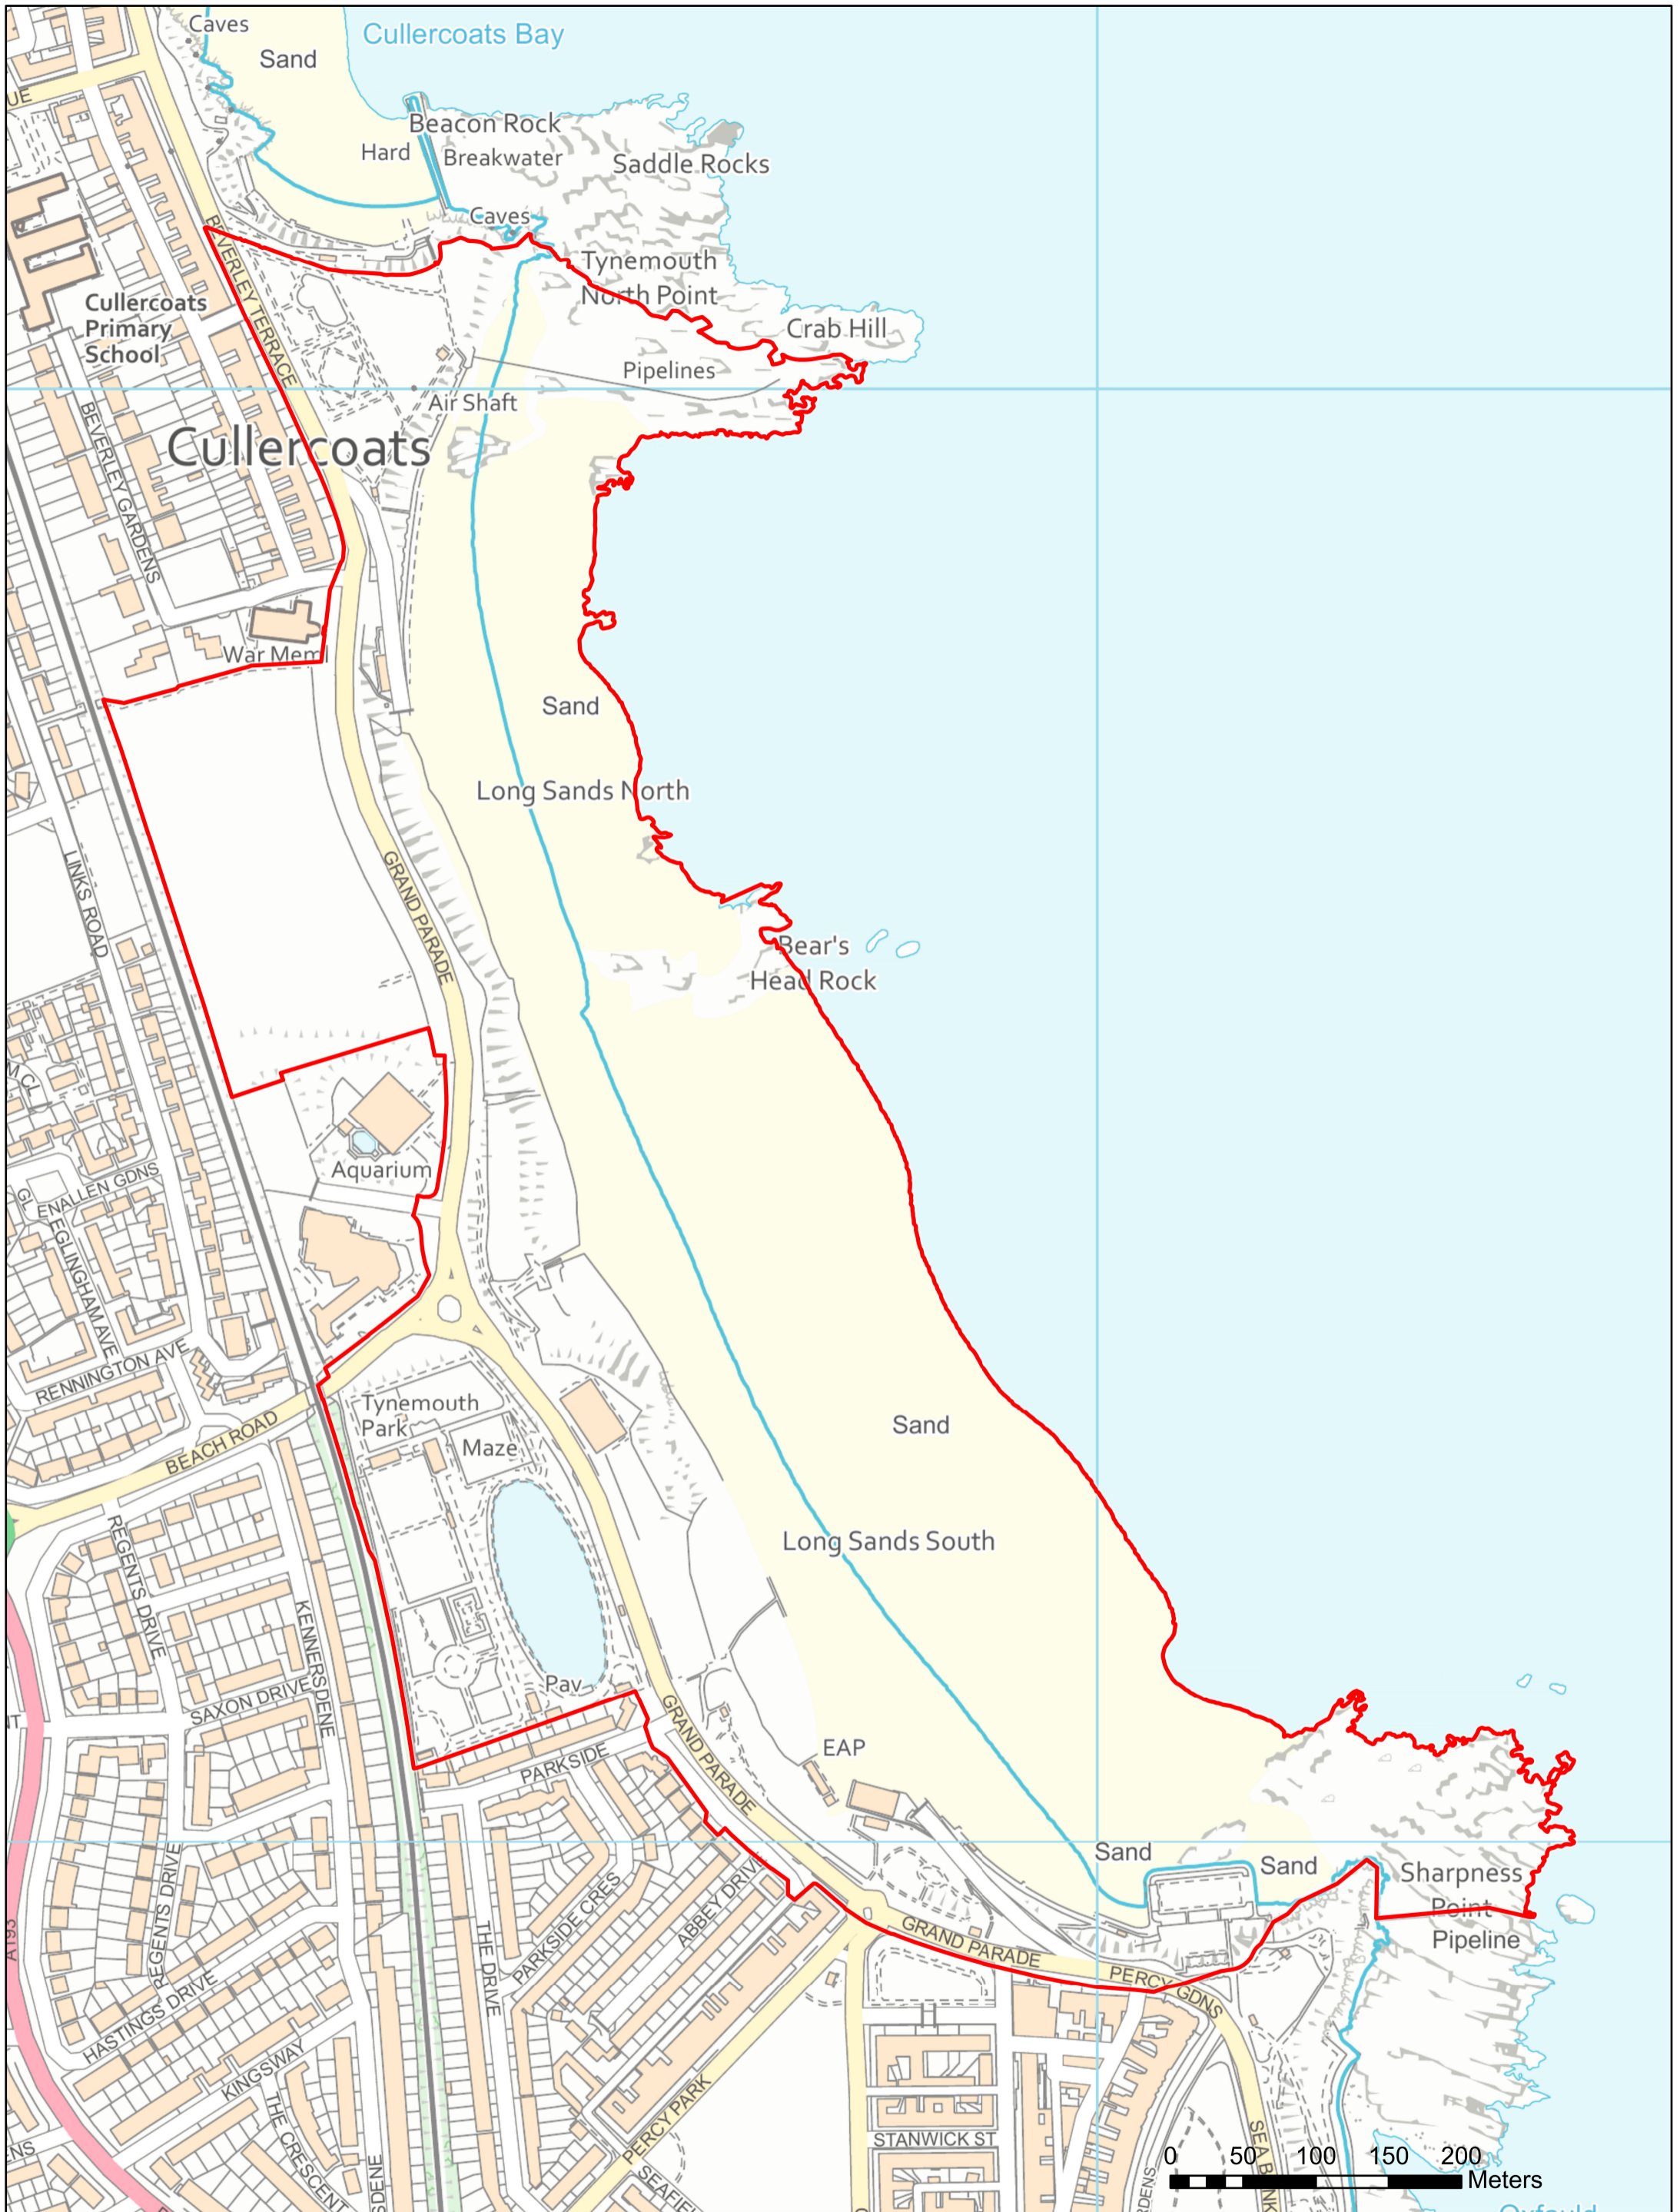 Caves
Cullercoats Bay
Sand
UE
Beacon Rock
Hard
Breakwater
Saddle Rocks
Caves
BEVERLEY TERRACE
Tynemouth
North Point
Cullercoats
Primary
School
Crab Hill
Pipelines
Air Shaft
BEVERLEY GARDENS
Cullercoats
War Meml
Sand
Long Sands North
LINKS ROAD
GRAND PARADE
Bear's
Head Rock
Aquarium
ENALLEN GDNS
GL
EGLINGHAM AVE
RENNINGTON AVE
Tynemouth
Park
Maze
BEACH ROAD
Sand
Long Sands South
REGENTS DRIVE
KENNERSDENE
SAXON DRIVE
Pav
GRAND PARADE
PARKSIDE
EAP
Sand
Sand
Sharpness
Point
Pipeline
REGENTS DRIVE
A193
THE DRIVE
PARKSIDE CRES
ABBEY DRIVE
GRAND PARADE
PERCY
GDNS
HASTINGS DRIVE
KINGSWAY
THE CRESCENT
PERCY PARK
STANWICK ST
SEA BANK
0 50 100 150 200
Meters